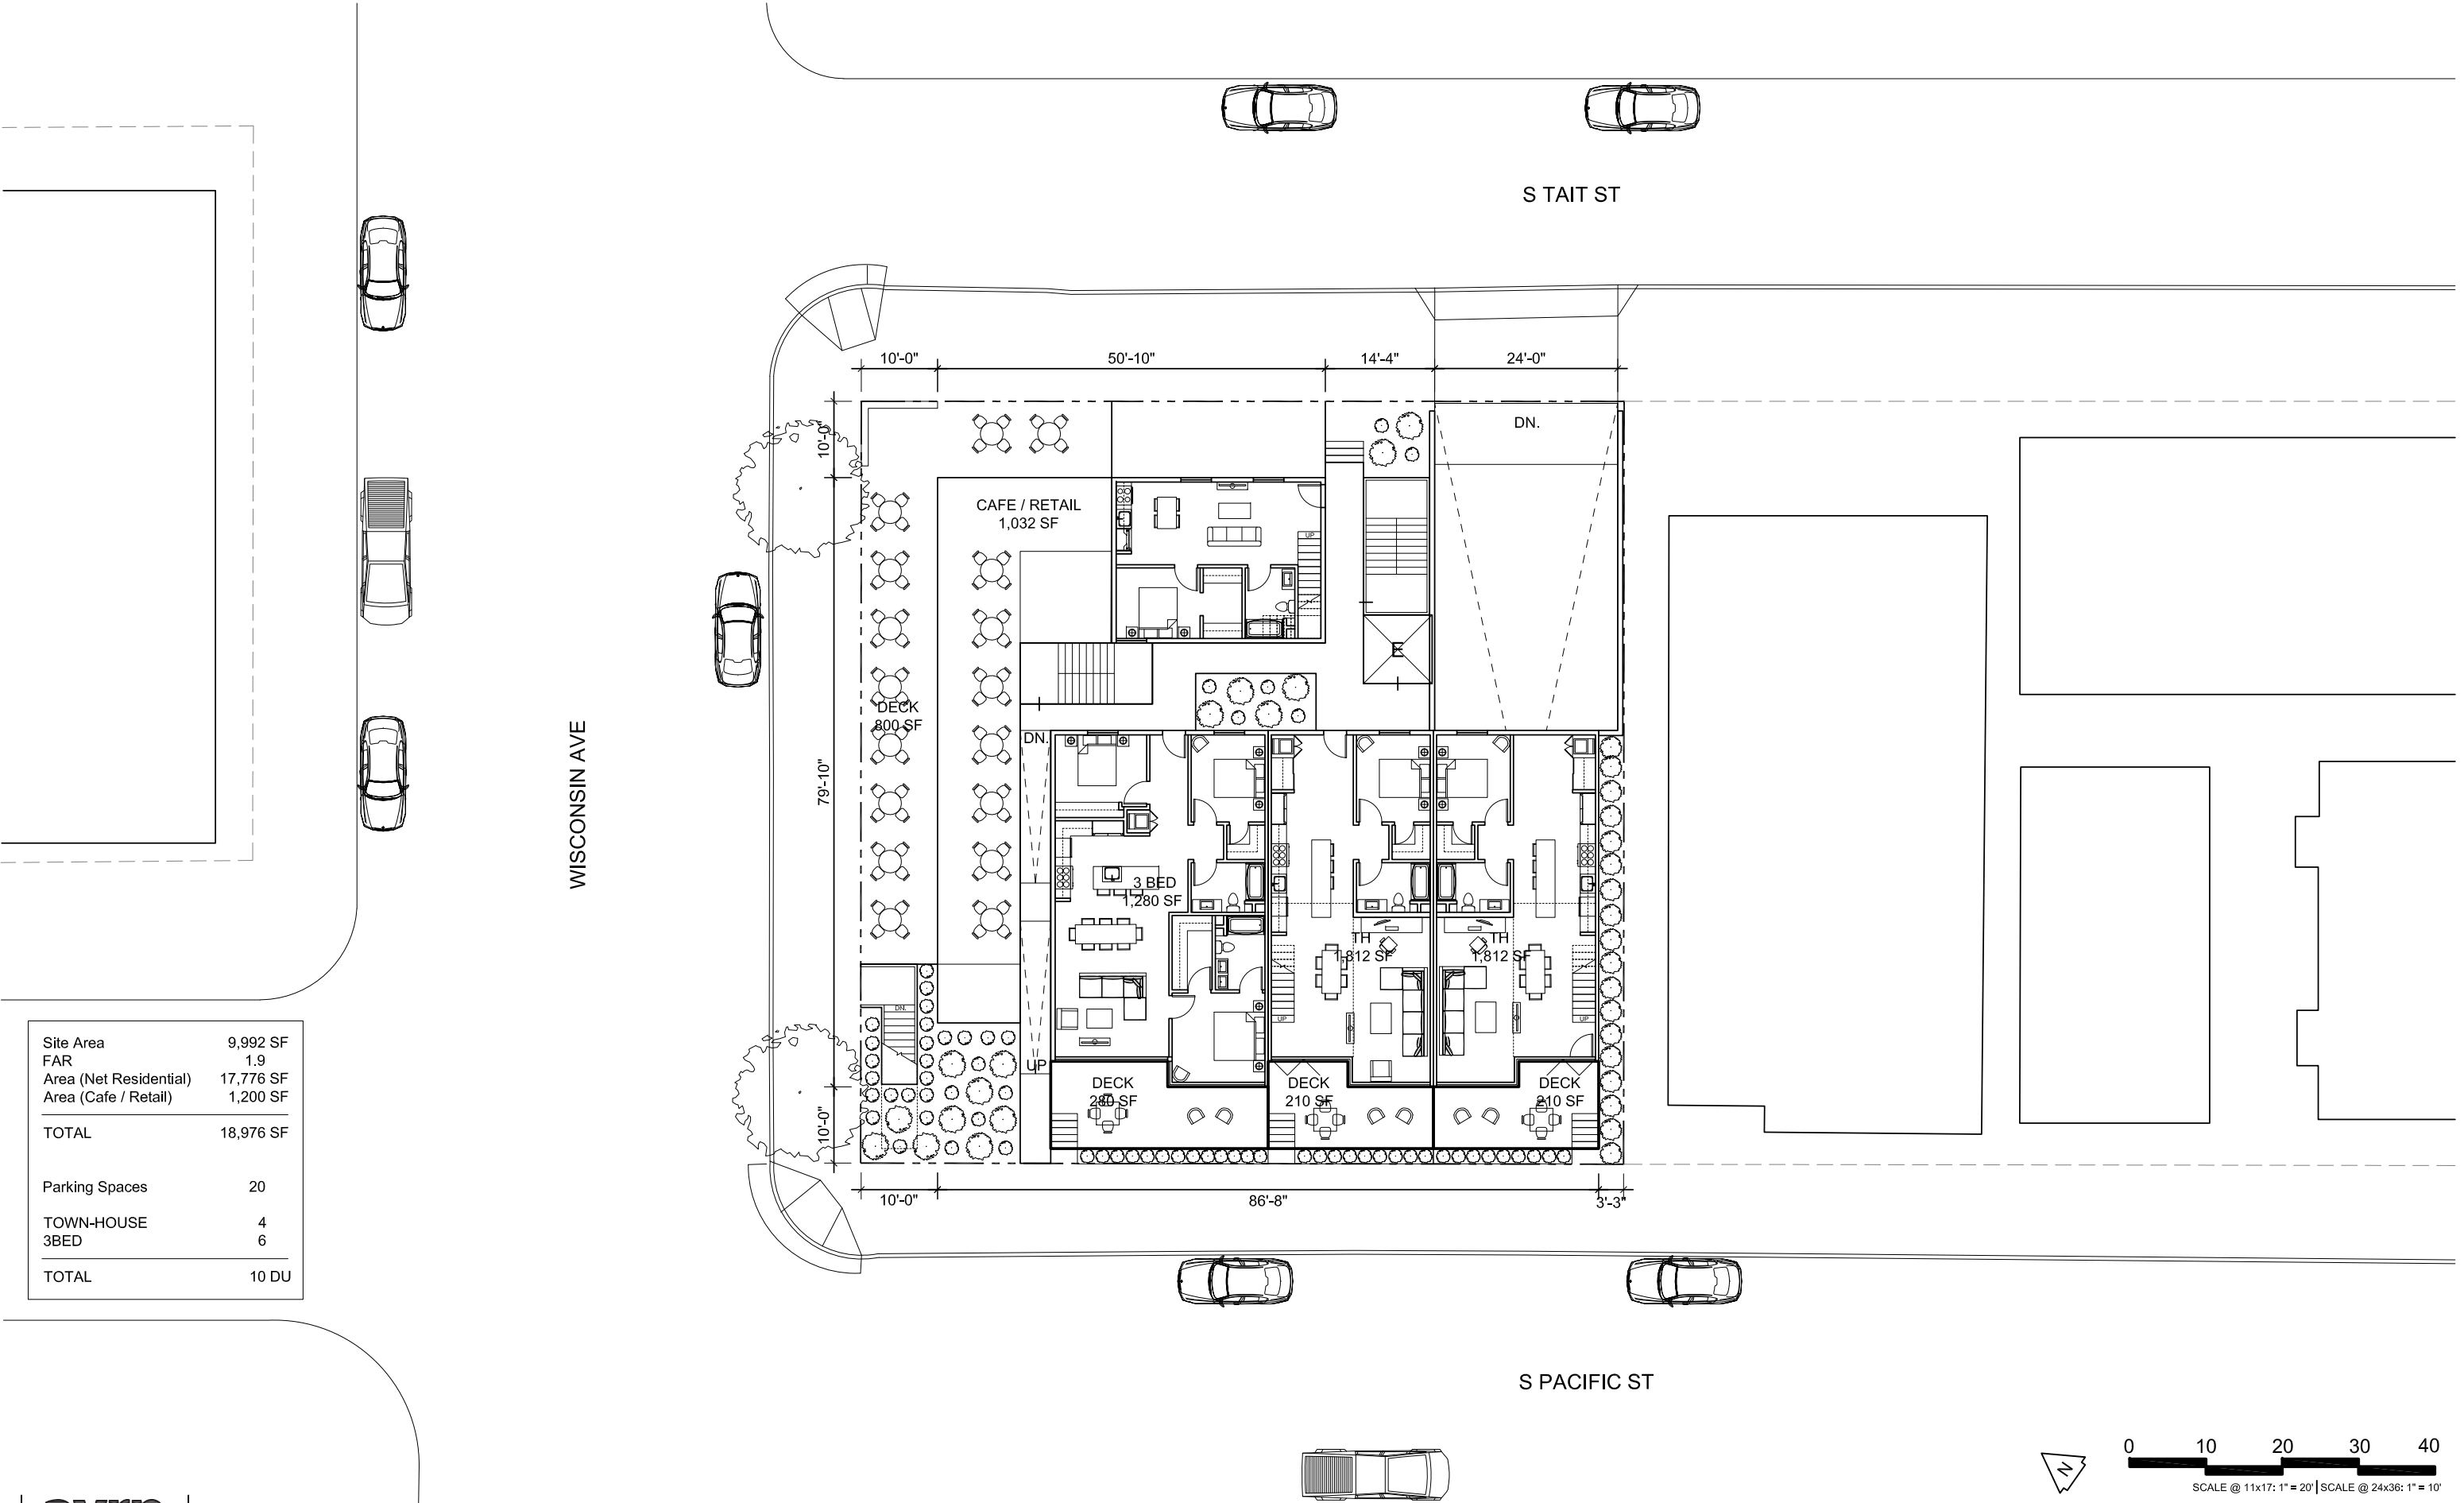 S TAIT ST
10'-0"
50'-10"
14'-4"
24'-0"
10'-0"
DN.
CAFE / RETAIL
1,032 SF
UP
E
DECK
800 SF
DN.
WISCONSIN AVE
79'-10"
3 BED
1,280 SF
TH
1,812 SF
TH
1,812 SF
DN.
UP
UP
UP
DECK
280 SF
DECK
210 SF
DECK
210 SF
10'-0"
10'-0"
86'-8"
3'-3"
Site Area 9,992 SF
FAR 1.9
Area (Net Residential) 17,776 SF
Area (Cafe / Retail) 1,200 SF
TOTAL 18,976 SF
Parking Spaces 20
TOWN-HOUSE 4
3BED 6
TOTAL 10 DU
S PACIFIC ST
N
0 10 20 30 40
SCALE @ 11x17: 1" = 20' | SCALE @ 24x36: 1" = 10'